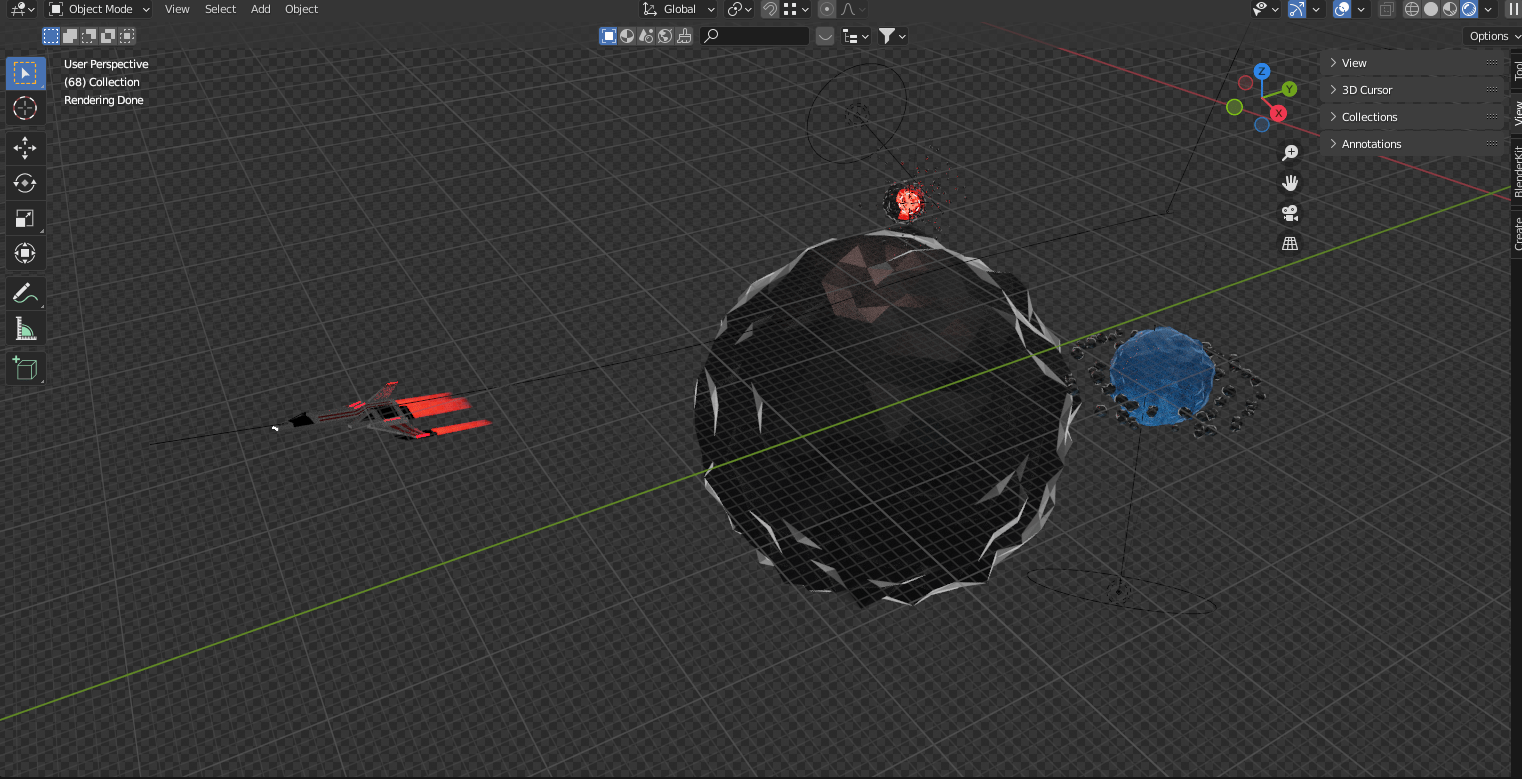 Object Mode View Select Add Object Global
Options
User Perspective
(68) Collection
Rendering Done
Z
Y
X
View
3D Cursor
Collections
Annotations
Tool
View
BlenderKit
Create